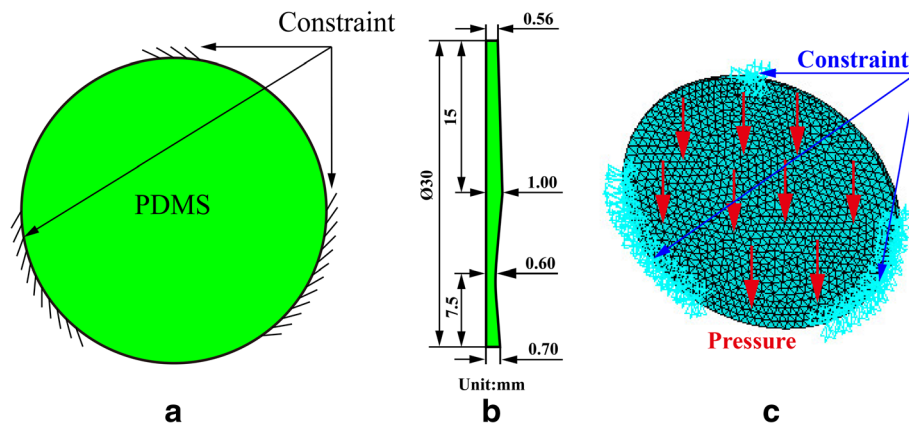 Constraint
PDMS
0.56
Ø30
15
1.00
0.60
7.5
0.70
Unit:mm
Constraint
Pressure
a
b
c